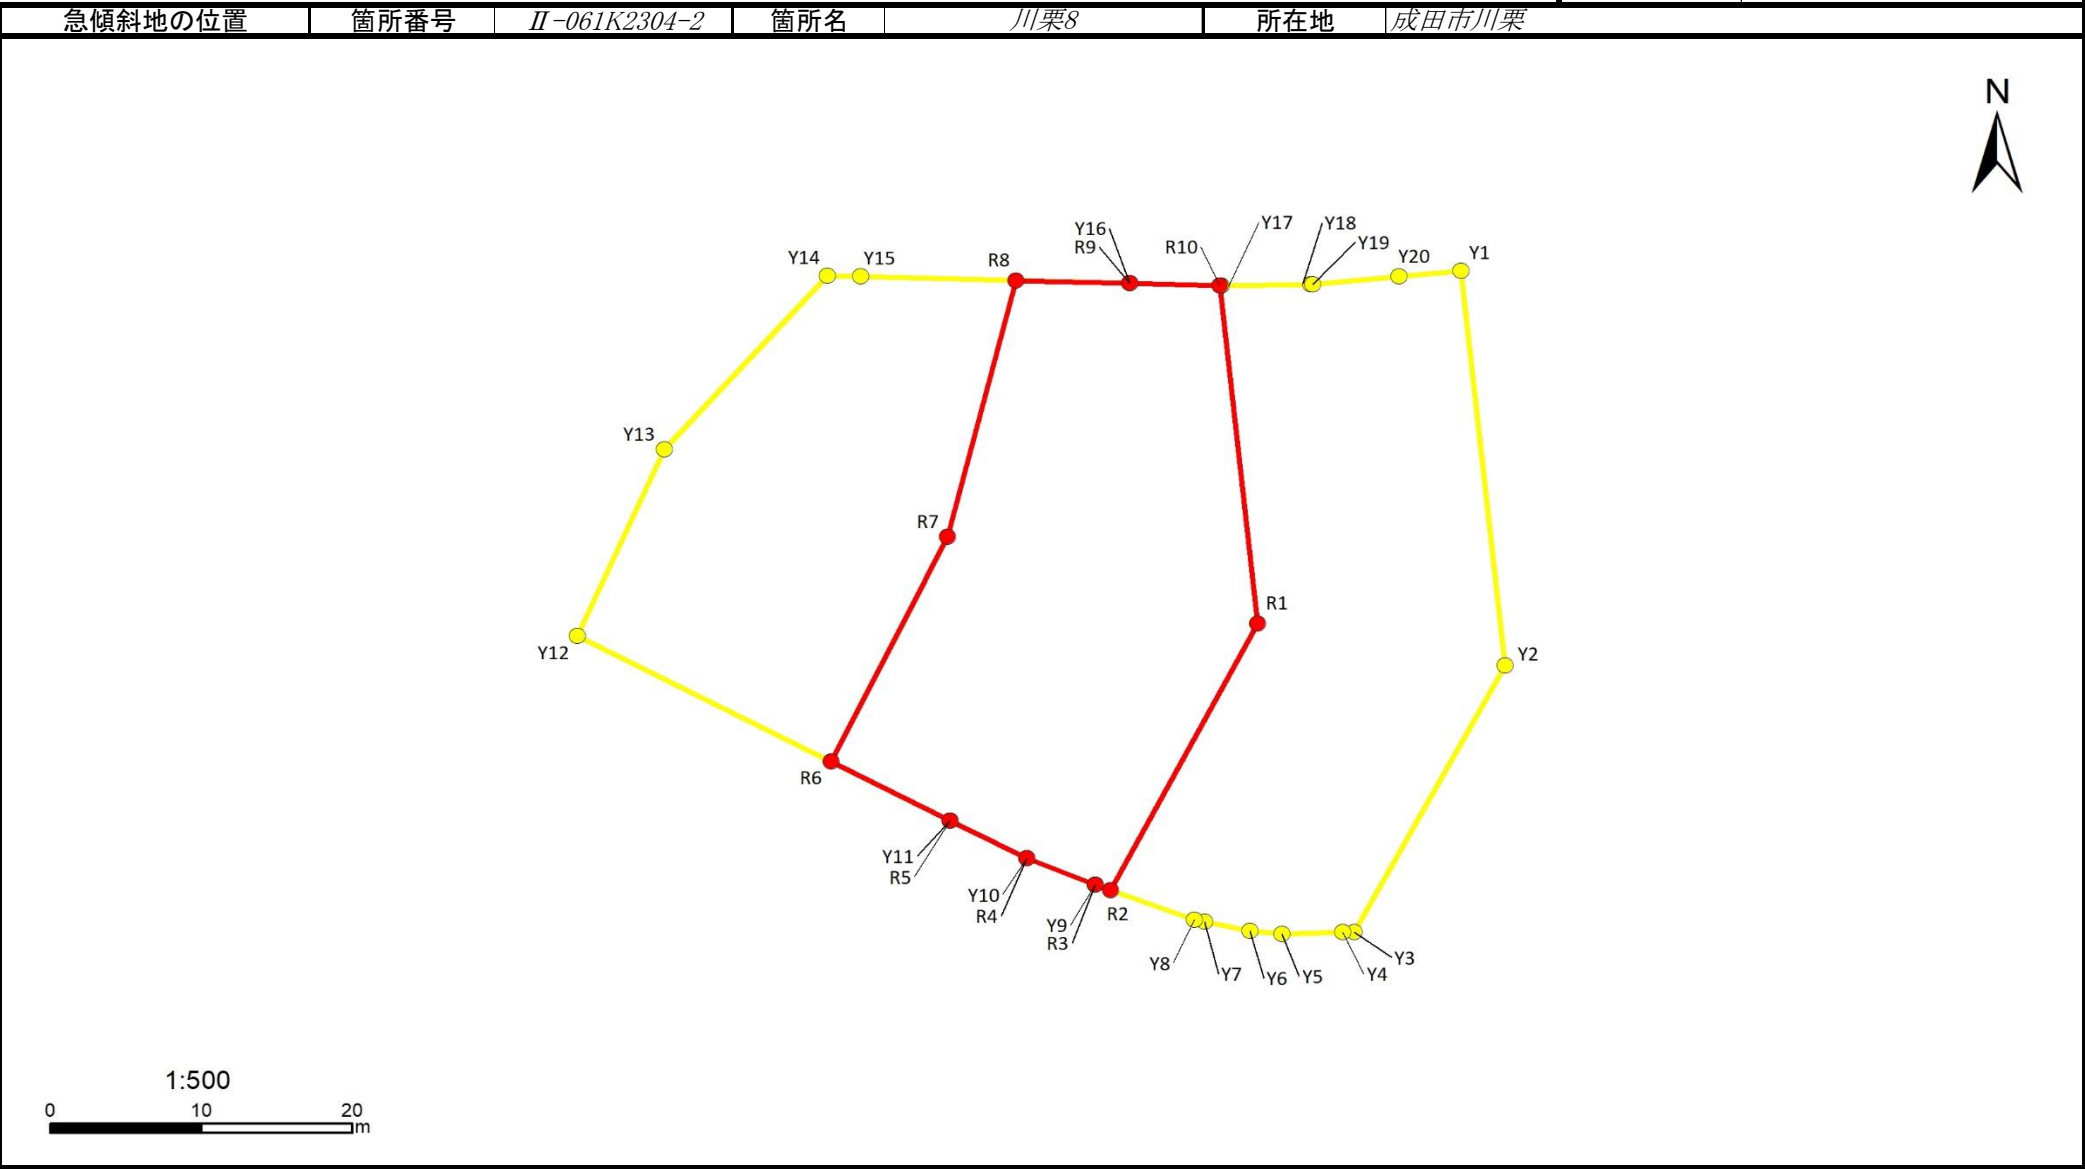 急傾斜地の位置 箇所番号 Ⅱ-061K2304-2 箇所名 川栗8 所在地 成田市川栗
N
Y17 Y18
Y16
R9 R10 Y19
Y14 Y15 R8 Y20 Y1
Y13
R7
R1
Y12 Y2
R6
Y11
R5
Y10
R4 R2
Y9
R3
Y8 Y7 Y6 Y5 Y4 Y3
1:500
0 10 20
m